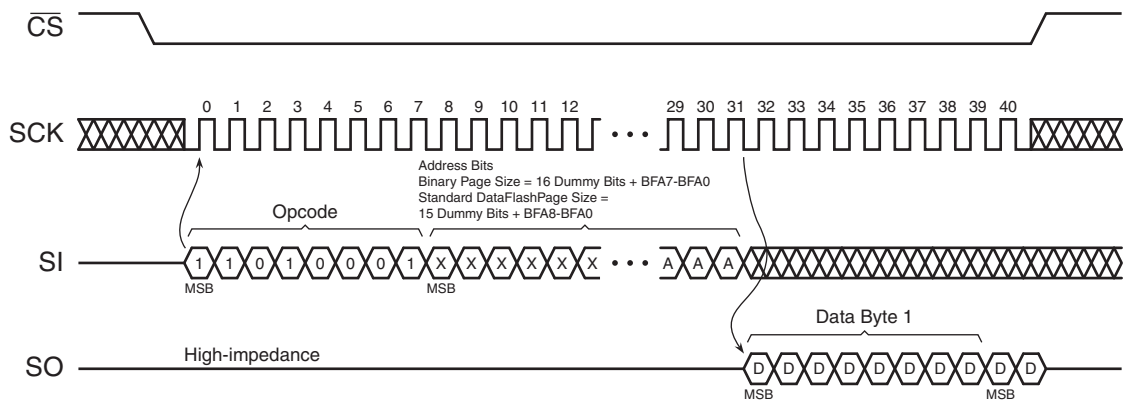 CS
0 1 2 3 4 5 6 7 8 9 10 11 12 29 30 31 32 33 34 35 36 37 38 39 40
SCK
Address Bits
Binary Page Size = 16 Dummy Bits + BFA7-BFA0
Standard DataFlashPage Size =
15 Dummy Bits + BFA8-BFA0
Opcode
SI 1 1 0 1 0 0 0 1 X X X X X X A A A
MSB MSB
Data Byte 1
High-impedance
SO D D D D D D D D D D
MSB MSB